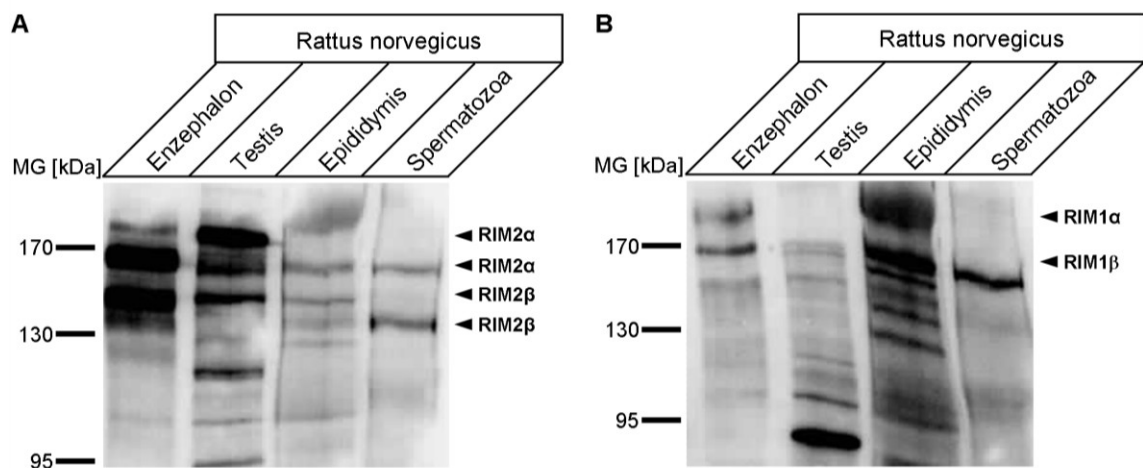 A
Rattus norvegicus
Enzephalon
Testis
Epididymis
Spermatozoa
MG [kDa]
170
130
95
RIM2α
RIM2α
RIM2β
RIM2β
B
Rattus norvegicus
Enzephalon
Testis
Epididymis
Spermatozoa
MG [kDa]
170
130
95
RIM1α
RIM1β